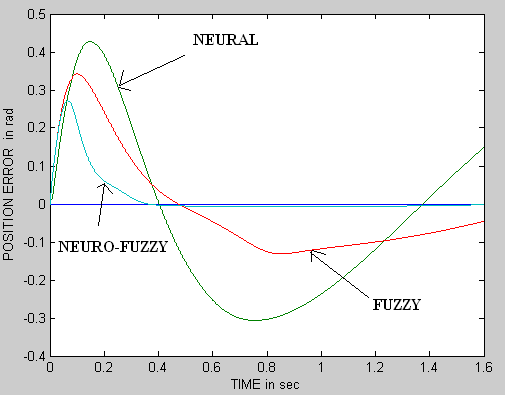 0.5
NEURAL
0.4
0.3
0.2
0.1
0
NEURO-FUZZY
-0.1
-0.2
FUZZY
-0.3
-0.4
POSITION ERROR in rad
0 0.2 0.4 0.6 0.8 1 1.2 1.4 1.6
TIME in sec